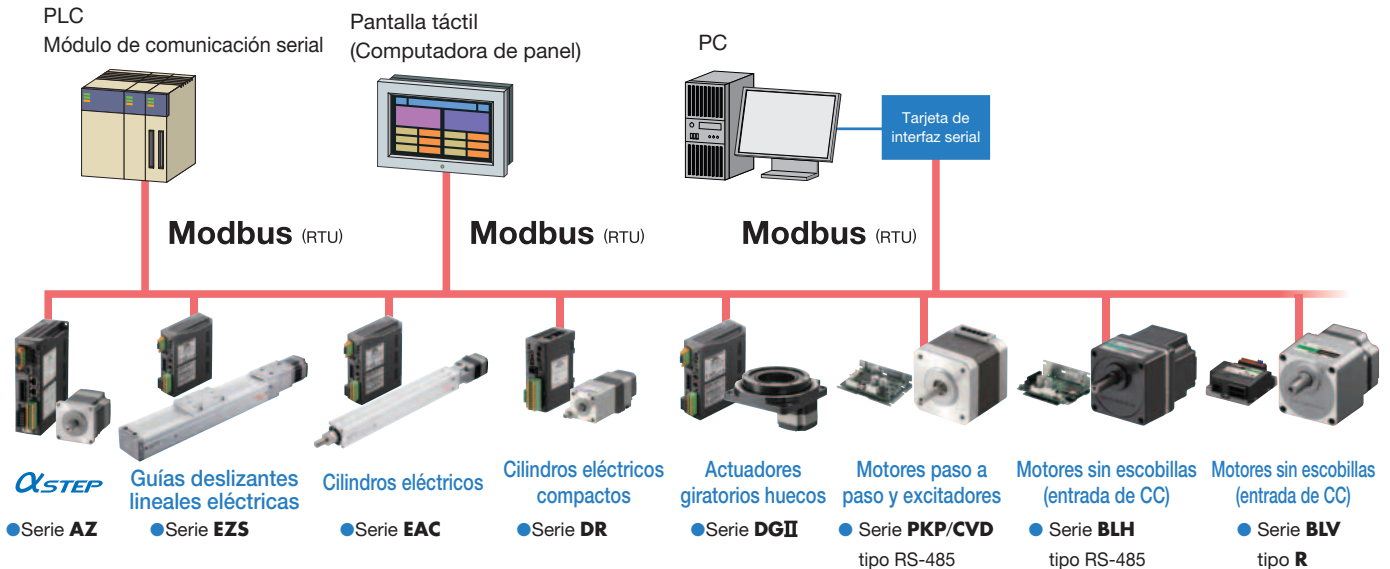 PLC
Módulo de comunicación serial
Pantalla táctil
(Computadora de panel)
PC
Tarjeta de
interfaz serial
Modbus (RTU)
Modbus (RTU)
Modbus (RTU)
αSTEP
●Serie AZ
Guías deslizantes
lineales eléctricas
●Serie EZS
Cilindros eléctricos
●Serie EAC
Cilindros eléctricos
compactos
●Serie DR
Actuadores
giratorios huecos
●Serie DGII
Motores paso a
paso y excitadores
● Serie PKP/CVD
tipo RS-485
Motores sin escobillas
(entrada de CC)
● Serie BLH
tipo RS-485
Motores sin escobillas
(entrada de CC)
● Serie BLV
tipo R